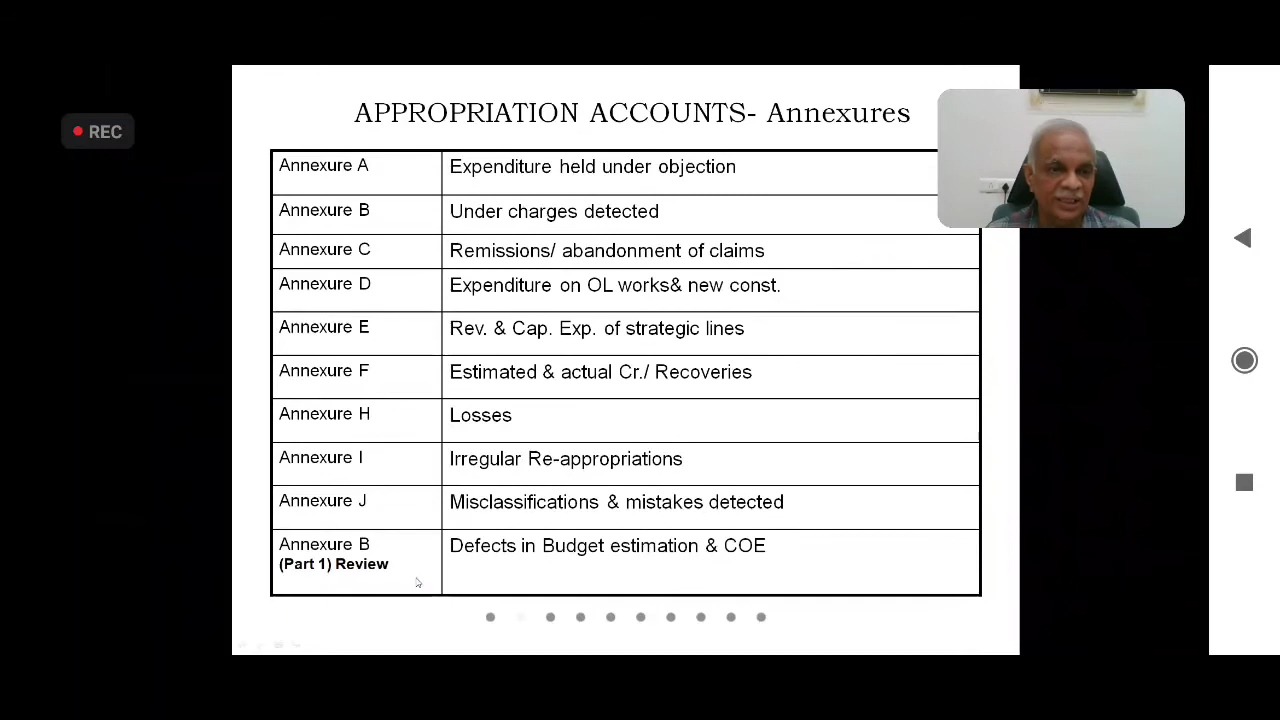 APPROPRIATION ACCOUNTS- Annexures
REC
Annexure A Expenditure held under objection
Annexure B Under charges detected
Annexure C Remissions/ abandonment of claims
Annexure D Expenditure on OL works& new const.
Annexure E Rev. & Cap. Exp. of strategic lines
Annexure F Estimated & actual Cr./ Recoveries
Annexure H Losses
Annexure I Irregular Re-appropriations
Annexure J Misclassifications & mistakes detected
Annexure B Defects in Budget estimation & COE
(Part 1) Review